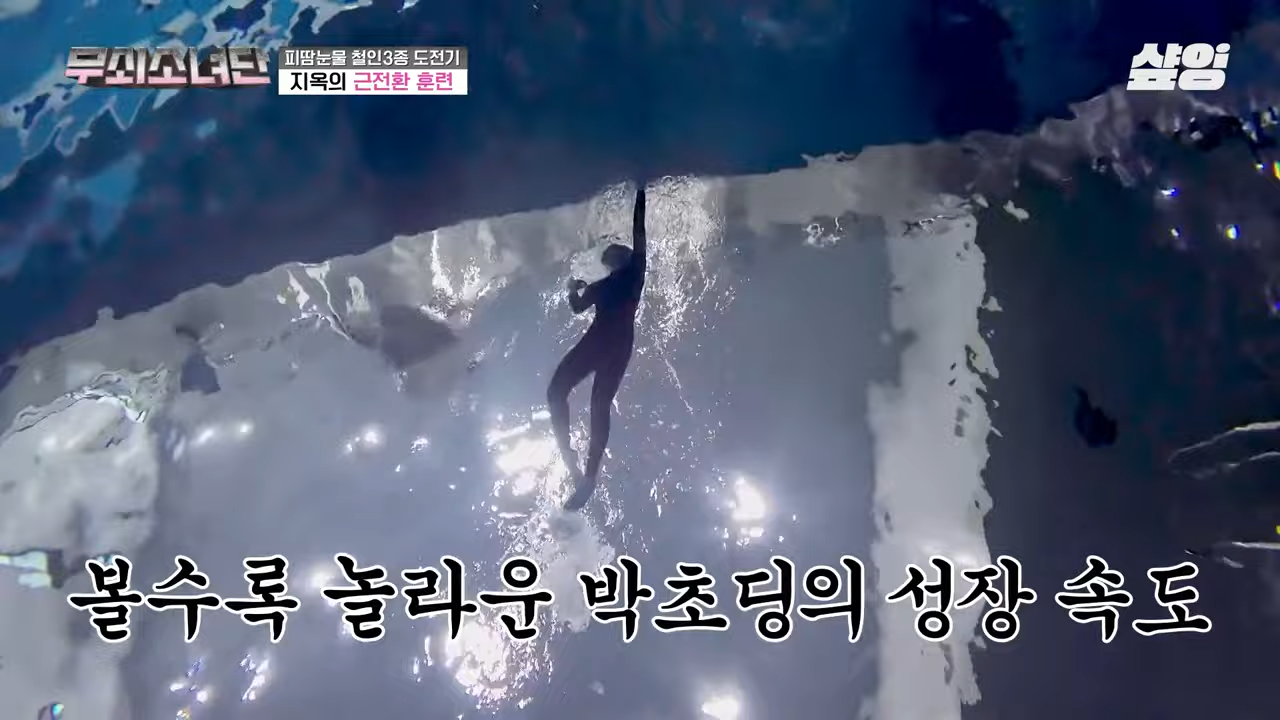 무쇠소녀단
피땀눈물 철인3종 도전기
지옥의 근전환 훈련
샾잉
볼수록 놀라운 박초딩의 성장 속도